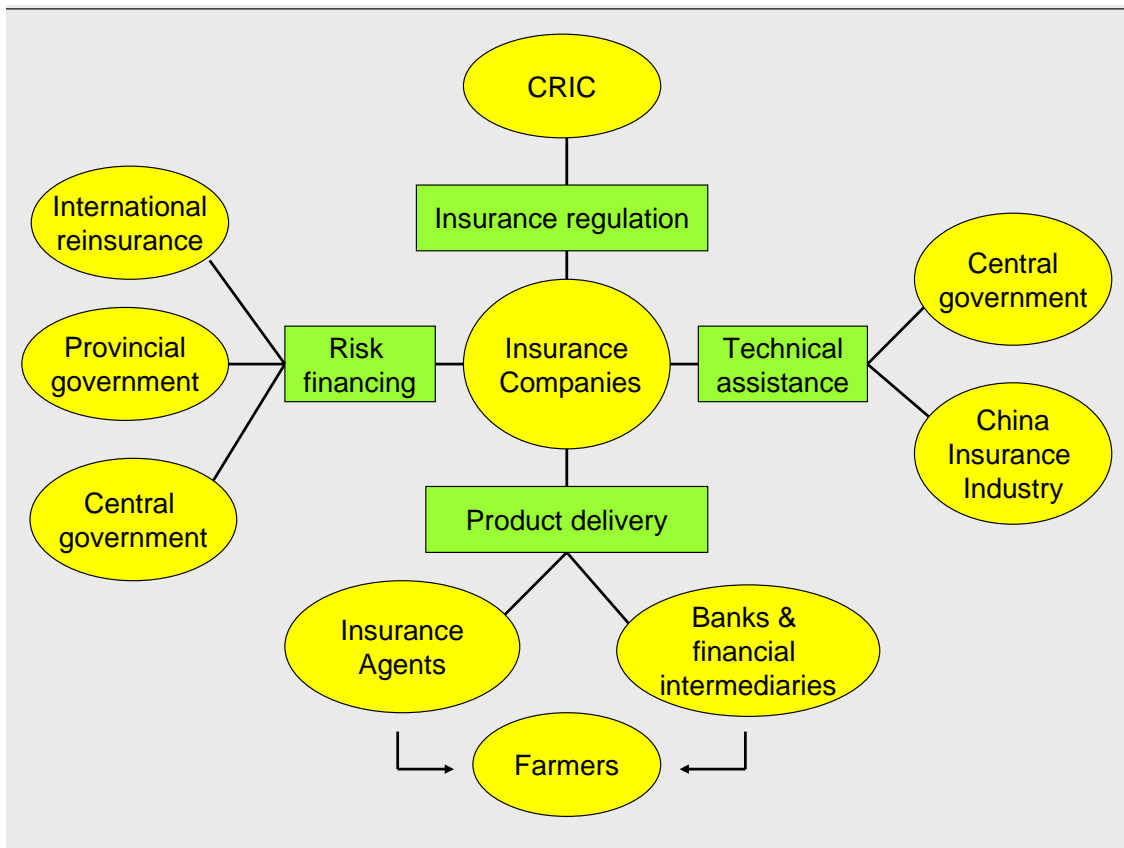 CRIC
Insurance regulation
International
reinsurance
Provincial
government
Central
government
Risk
financing
Insurance
Companies
Technical
assistance
Central
government
China
Insurance
Industry
Product delivery
Insurance
Agents
Banks &
financial
intermediaries
Farmers